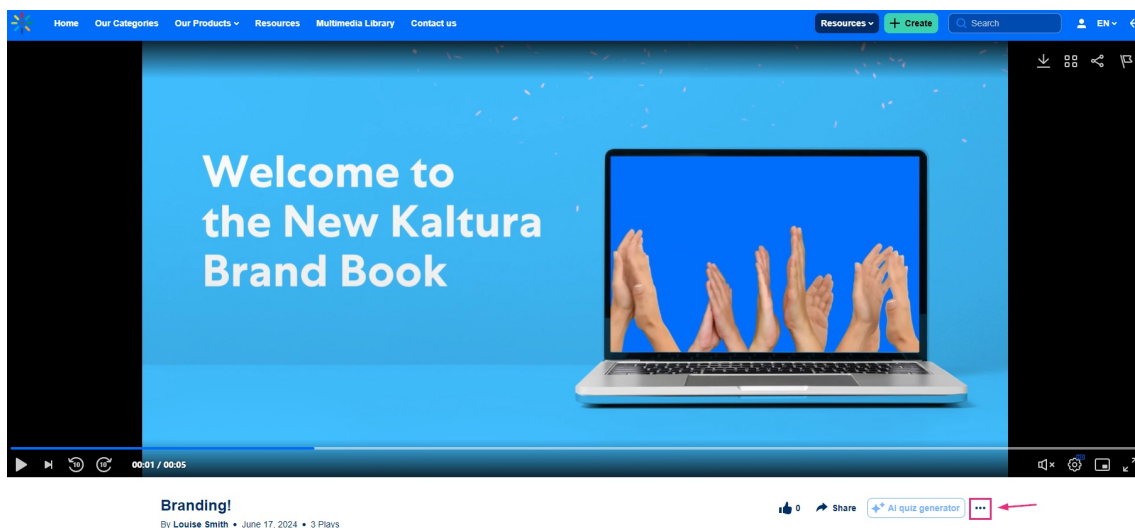 Home Our Categories Our Products Resources Multimedia Library Contact us Resources + Create Search EN
Welcome to
the New Kaltura
Brand Book
10 10 00:01 / 00:05
Branding!
0 Share AI quiz generator ...
By Louise Smith • June 17, 2024 • 3 Plays